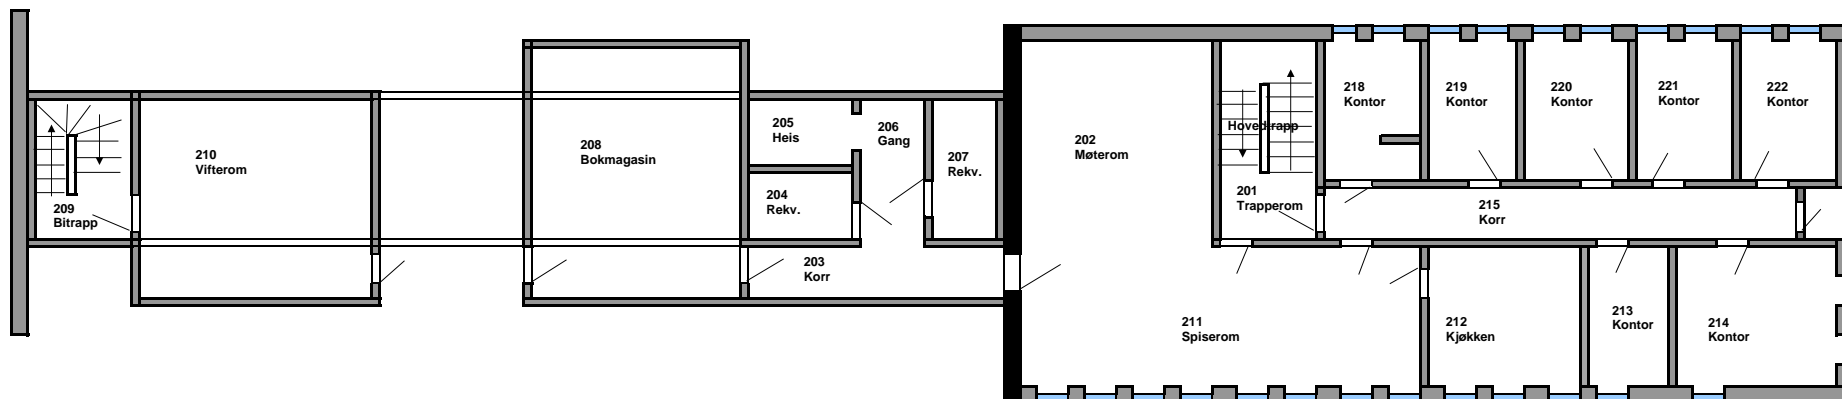 218
Kontor
219
Kontor
220
Kontor
221
Kontor
222
Kontor
205
Heis
206
Gang
Hovedtrapp
202
Møterom
208
Bokmagasin
210
Vifterom
207
Rekv.
204
Rekv.
201
Trapperom
209
Bitrapp
215
Korr
203
Korr
213
Kontor
211
Spiserom
212
Kjøkken
214
Kontor